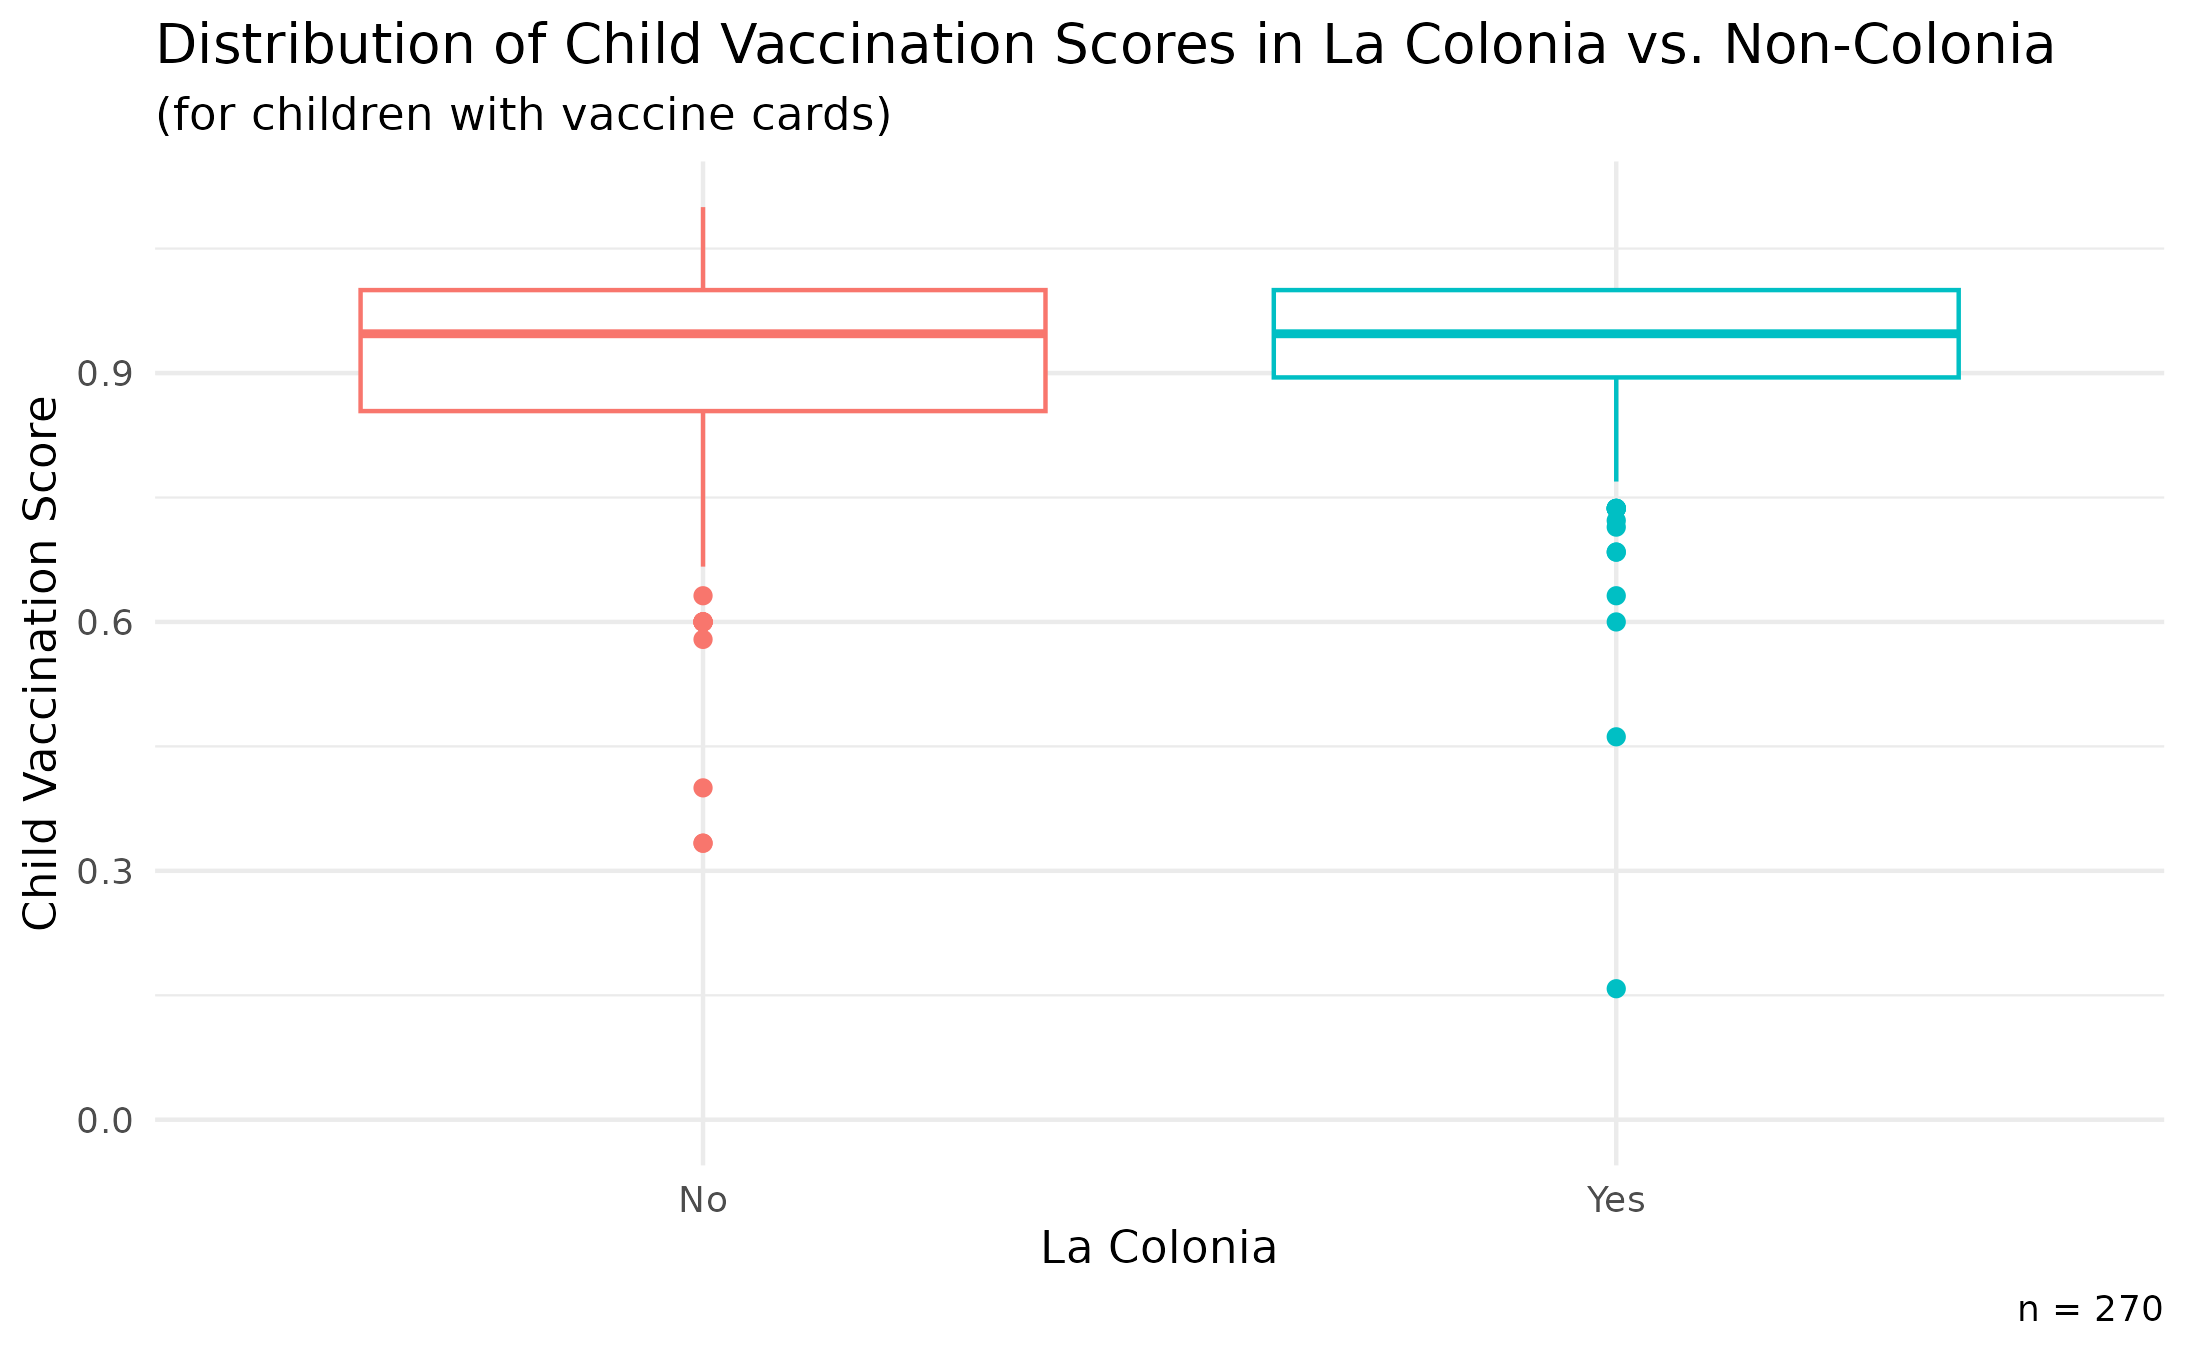 Distribution of Child Vaccination Scores in La Colonia vs. Non-Colonia
(for children with vaccine cards)
Child Vaccination Score
0.9
0.6
0.3
0.0
No
Yes
La Colonia
n = 270